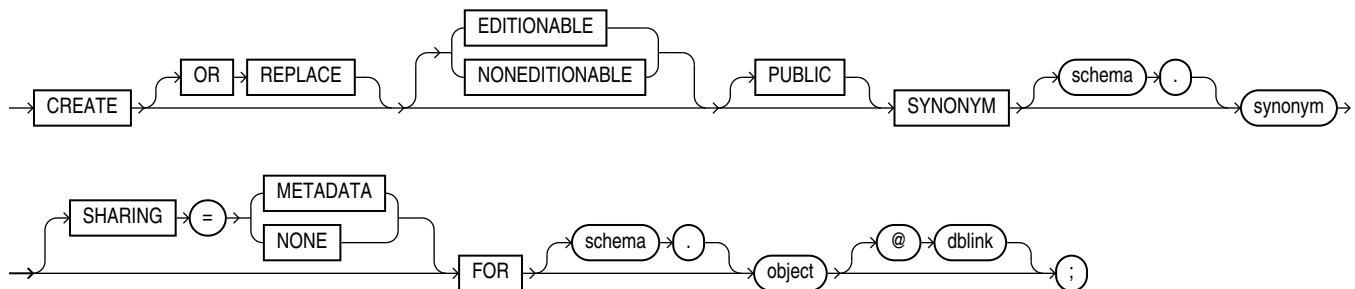 EDITIONABLE
OR REPLACE NONEDITIONABLE PUBLIC schema .
CREATE SYNONYM synonym
METADATA
SHARING = NONE schema . @ dblink
FOR object ;